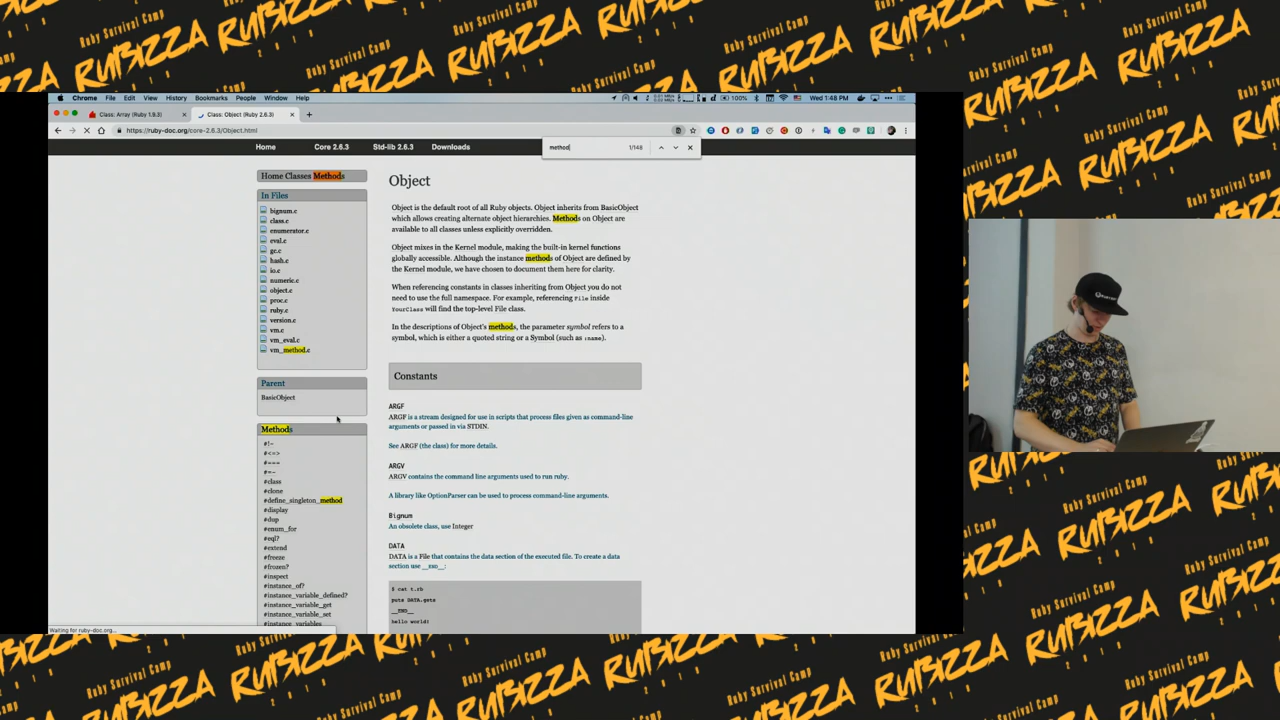 Ruby Survival Camp
RUBIZZA
2019
Chrome File Edit View History Bookmarks People Window Help
100% Wed 1:48 PM
Class: Array (Ruby 1.8.3)
Class: Object (Ruby 2.6.3)
https://ruby-doc.org/core-2.6.3/Object.html
method 1/148
Home Core 2.6.3 Std-lib 2.6.3 Downloads
Home Classes Methods
In Files
bignum.c
class.c
enumerator.c
eval.c
gc.c
hash.c
io.c
numeric.c
object.c
proc.c
ruby.c
version.c
vm.c
vm_eval.c
vm_method.c
Parent
BasicObject
Methods
#!~
#<=>
#===
#=~
#class
#clone
#define_singleton_method
#display
#dup
#enum_for
#eql?
#extend
#freeze
#frozen?
#inspect
#instance_of?
#instance_variable_defined?
#instance_variable_get
#instance_variable_set
#instance_variables
Waiting for ruby-doc.org...
Object
Object is the default root of all Ruby objects. Object inherits from BasicObject
which allows creating alternate object hierarchies. Methods on Object are
available to all classes unless explicitly overridden.
Object mixes in the Kernel module, making the built-in kernel functions
globally accessible. Although the instance methods of Object are defined by
the Kernel module, we have chosen to document them here for clarity.
When referencing constants in classes inheriting from Object you do not
need to use the full namespace. For example, referencing File inside
YourClass will find the top-level File class.
In the descriptions of Object's methods, the parameter symbol refers to a
symbol, which is either a quoted string or a Symbol (such as :name).
Constants
ARGF
ARGF is a stream designed for use in scripts that process files given as command-line
arguments or passed in via STDIN.
See ARGF (the class) for more details.
ARGV
ARGV contains the command line arguments used to run ruby.
A library like OptionParser can be used to process command-line arguments.
Bignum
An obsolete class, use Integer
DATA
DATA is a File that contains the data section of the executed file. To create a data
section use __END__:
$ cat t.rb
puts DATA.gets
__END__
hello world!